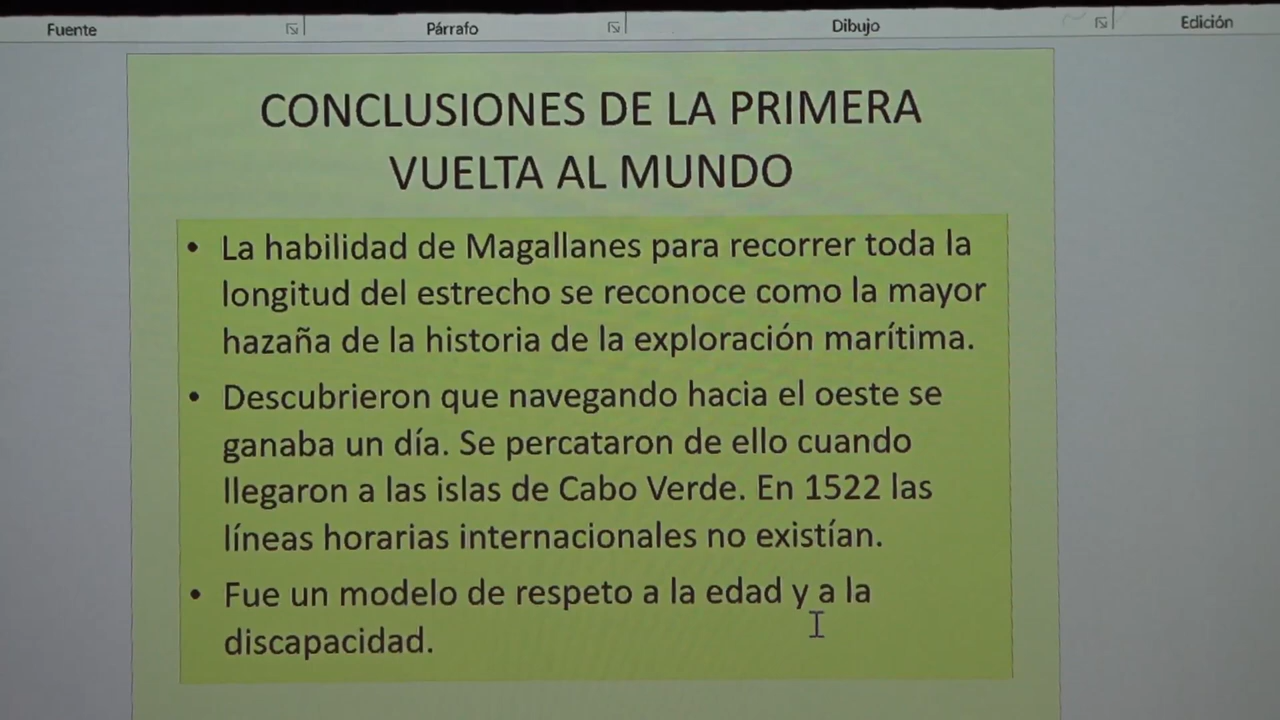 Fuente Párrafo Dibujo Edición
CONCLUSIONES DE LA PRIMERA
VUELTA AL MUNDO
• La habilidad de Magallanes para recorrer toda la
longitud del estrecho se reconoce como la mayor
hazaña de la historia de la exploración marítima.
• Descubrieron que navegando hacia el oeste se
ganaba un día. Se percataron de ello cuando
llegaron a las islas de Cabo Verde. En 1522 las
líneas horarias internacionales no existían.
• Fue un modelo de respeto a la edad y a la
discapacidad.